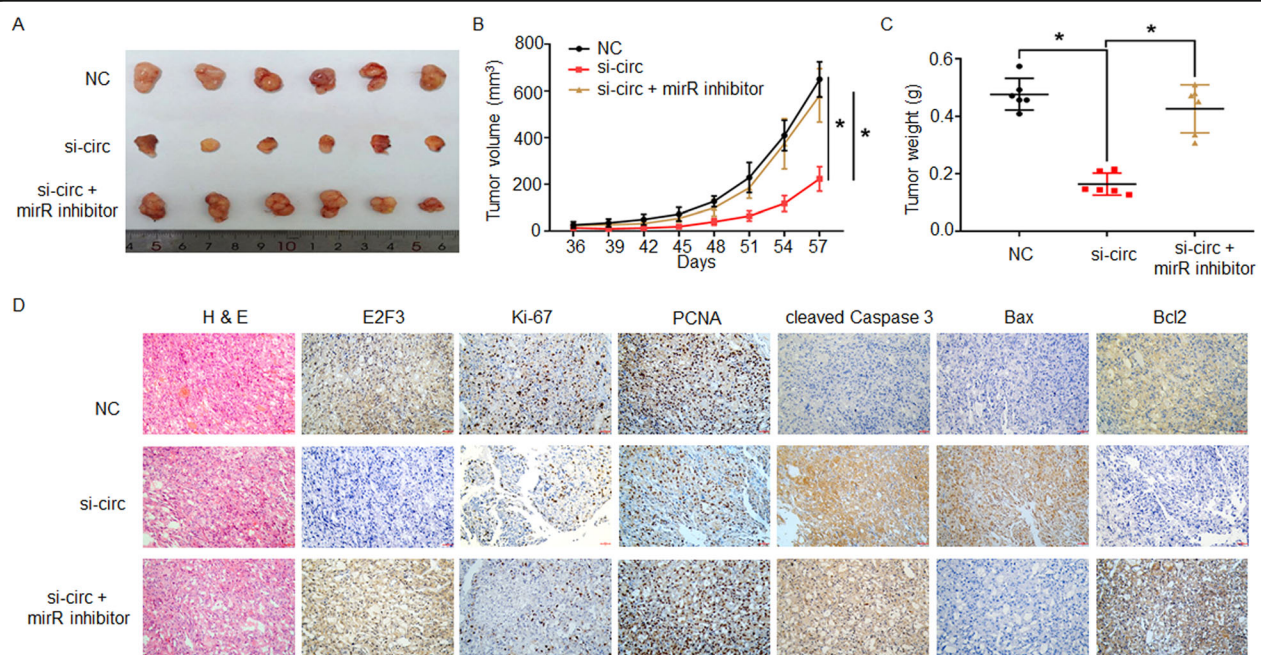 A
NC
si-circ
si-circ +
mirR inhibitor
4 5 6 7 8 9 10 1 2 3 4 5 6
B
Tumor volume (mm³)
800
600
400
200
0
NC
si-circ
si-circ + mirR inhibitor
*
*
36 39 42 45 48 51 54 57
Days
C
Tumor weight (g)
0.6
0.4
0.2
0.0
*
*
NC
si-circ
si-circ +
mirR inhibitor
D
H & E E2F3 Ki-67 PCNA cleaved Caspase 3 Bax Bcl2
NC
si-circ
si-circ +
mirR inhibitor